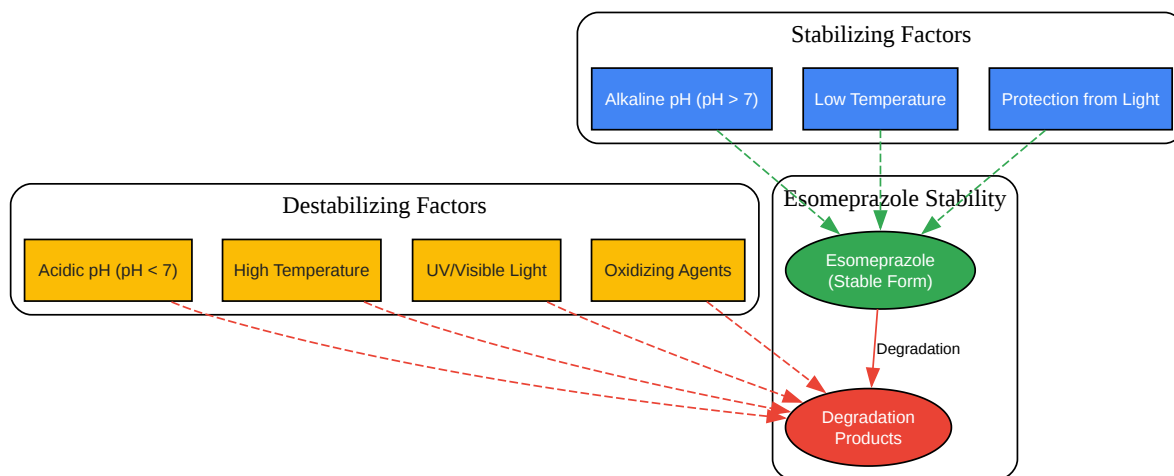 Stabilizing Factors
Alkaline pH (pH > 7)
Low Temperature
Protection from Light
Destabilizing Factors
Esomeprazole Stability
Acidic pH (pH < 7)
High Temperature
UV/Visible Light
Oxidizing Agents
Esomeprazole
(Stable Form)
Degradation
Degradation
Products